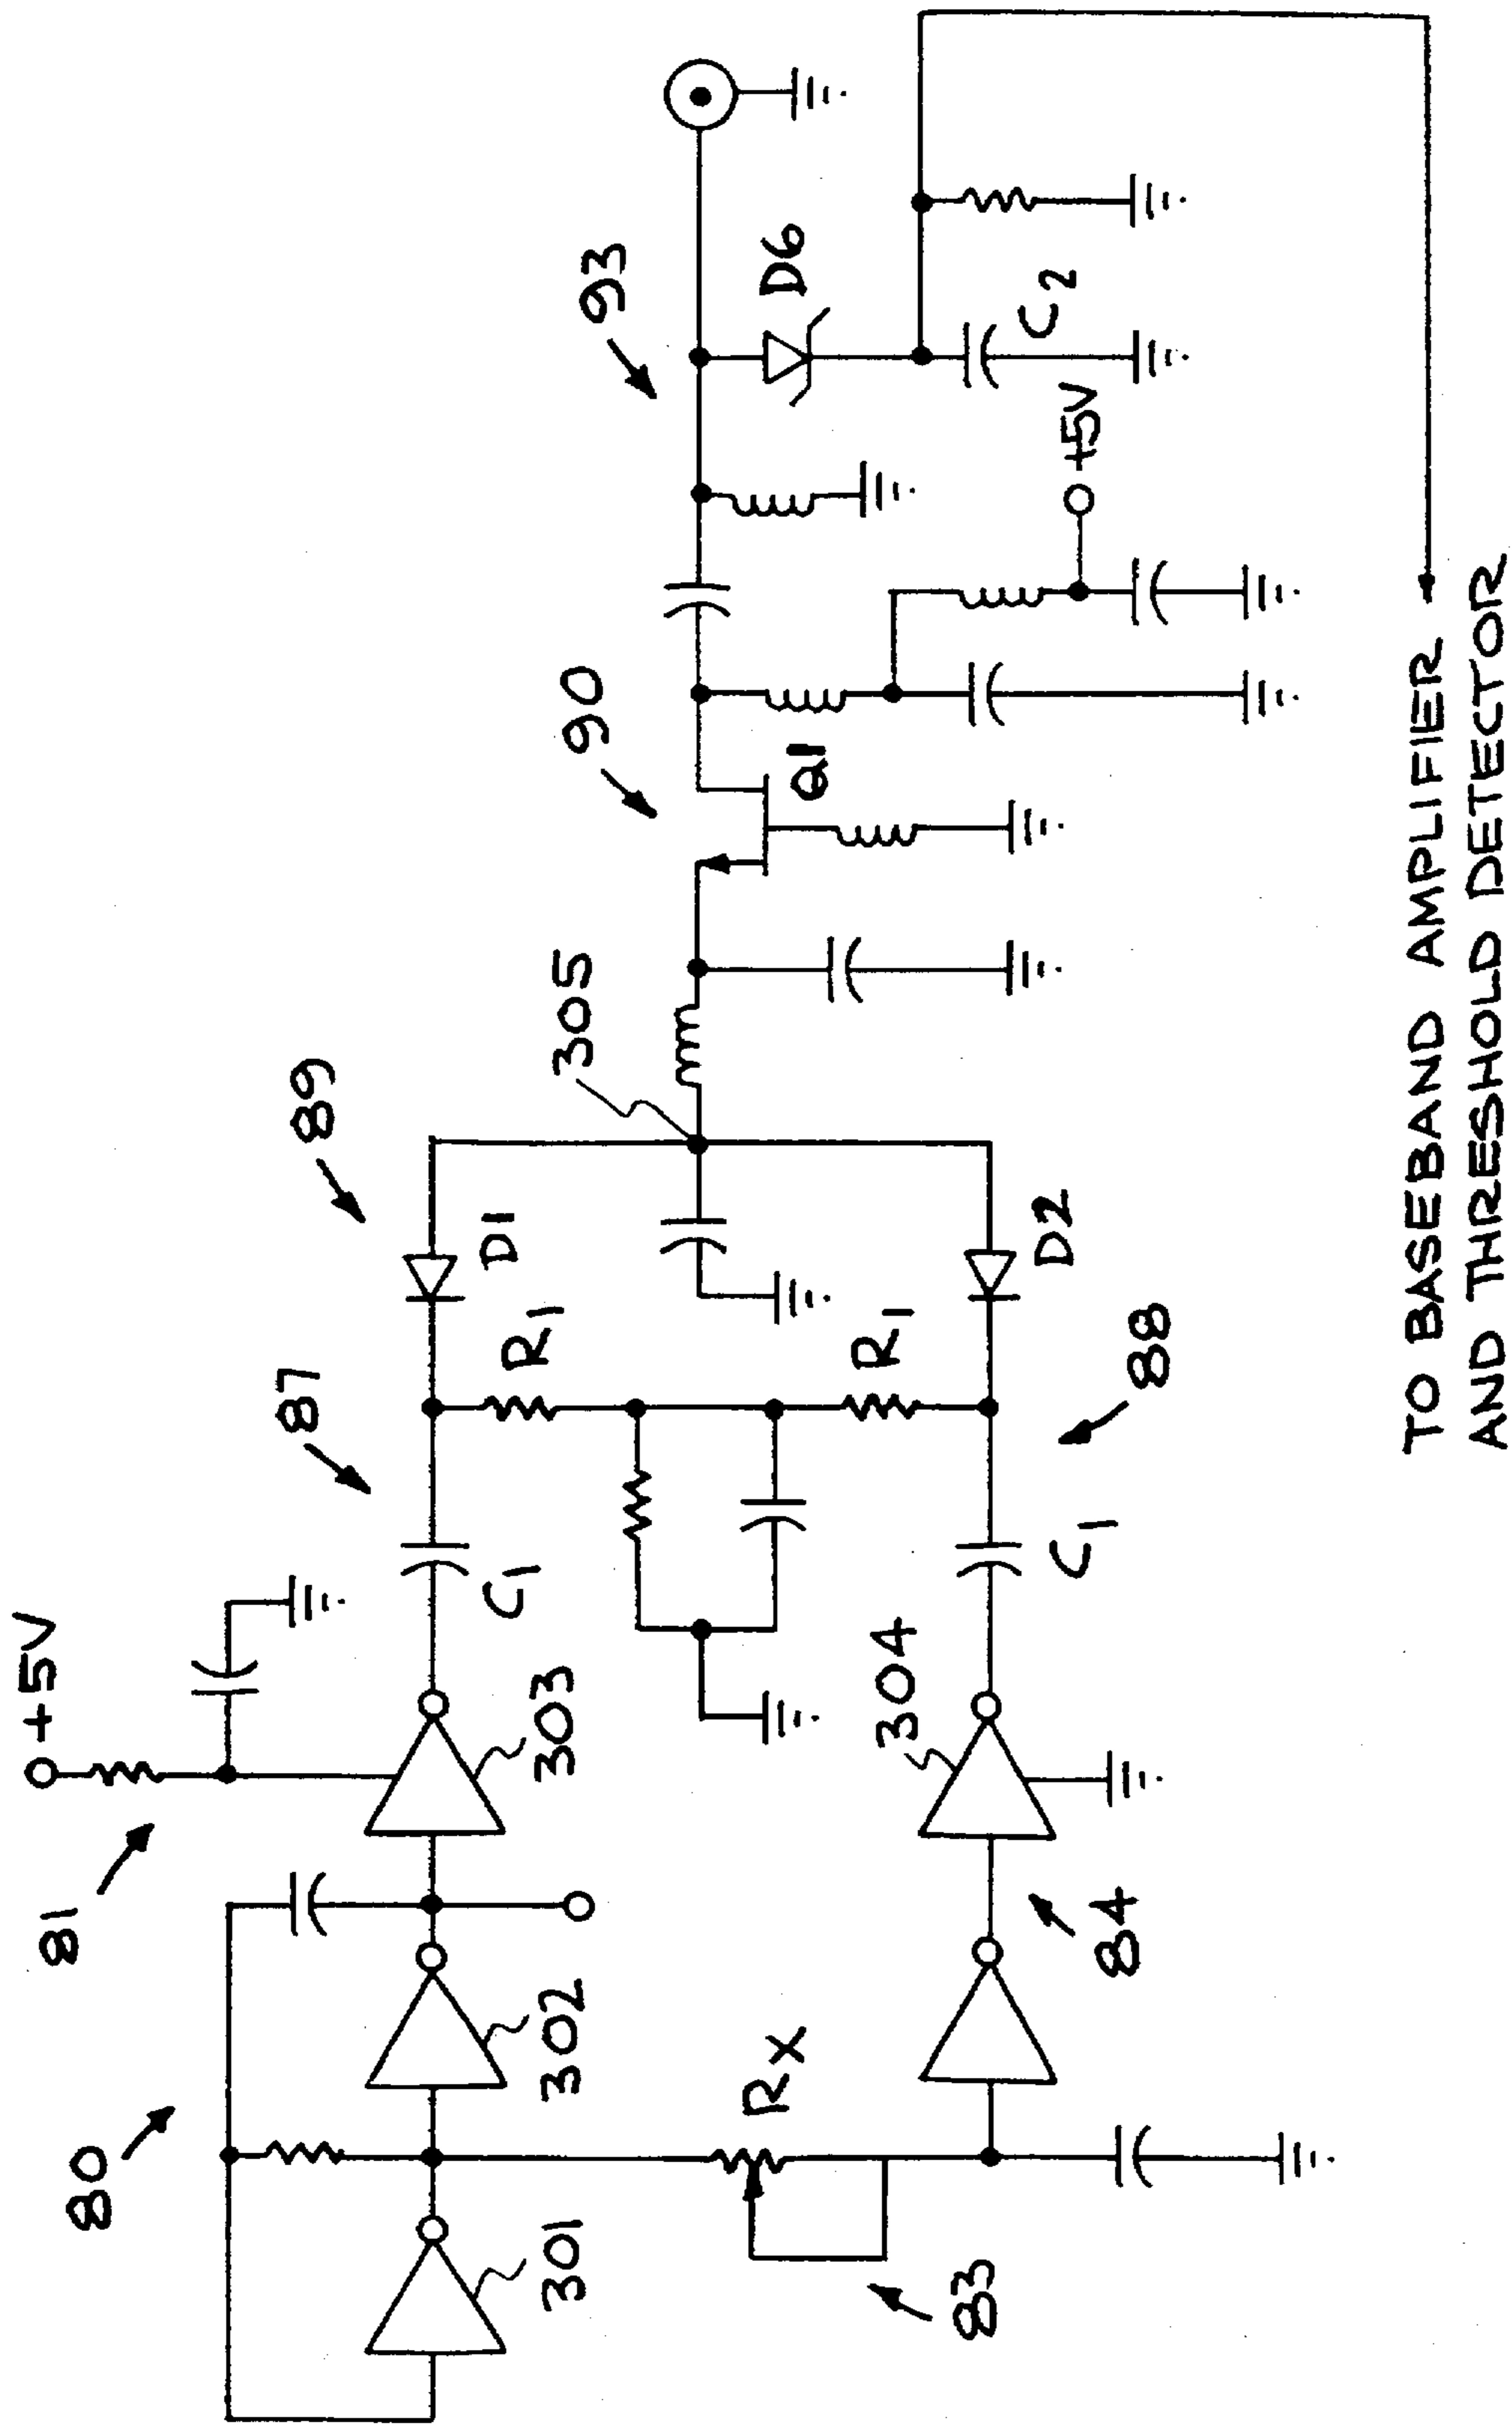 +5V
81
80
301
302
303
C1
87
R1
D1
89
305
90
Q1
93
D6
C2
+5V
83
Rx
84
304
C1
88
R1
D2
TO BASEBAND AMPLIFIER
AND THRESHOLD DETECTOR